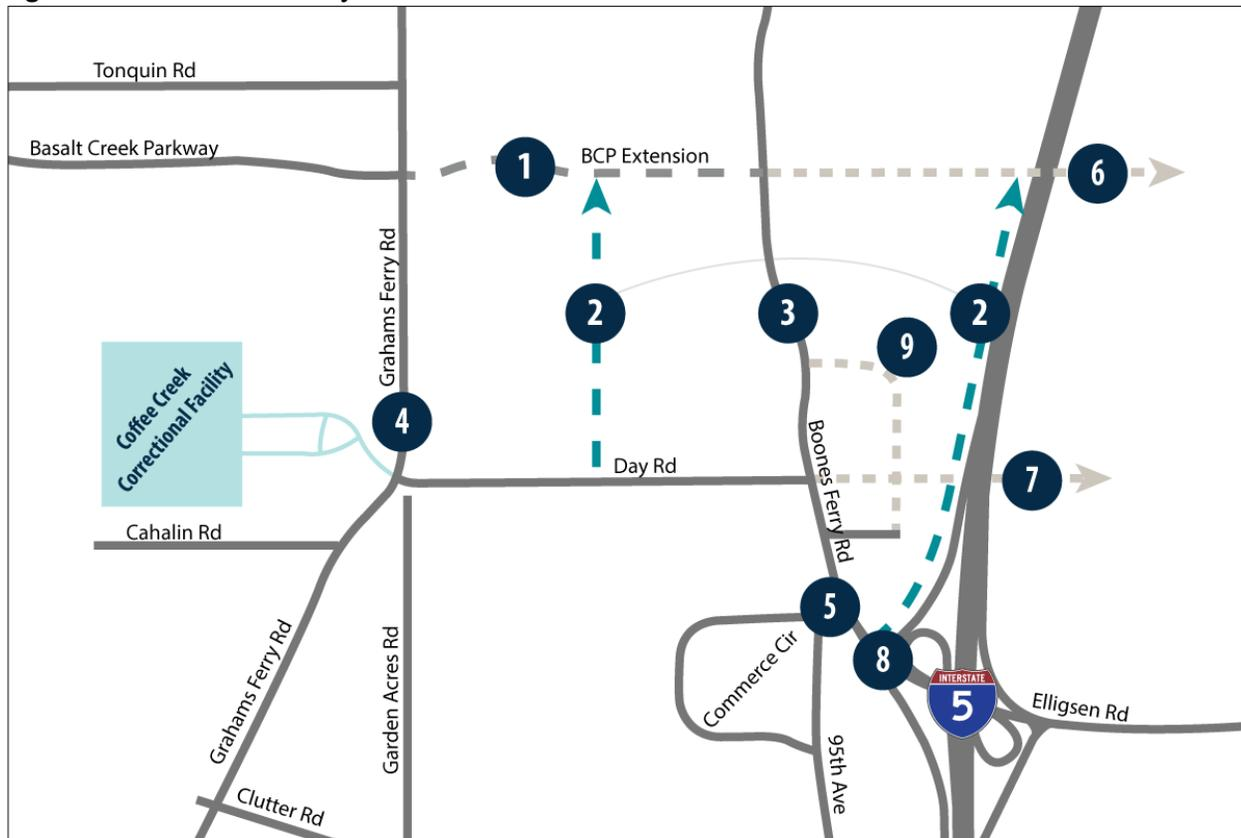 Tonquin Rd
Basalt Creek Parkway
1
BCP Extension
6
Grahams Ferry Rd
2
3
2
9
Coffee Creek
Correctional Facility
4
Day Rd
Boones Ferry Rd
7
Cahalin Rd
5
Commerce Cir
8
INTERSTATE
5
Elligsen Rd
Grahams Ferry Rd
Garden Acres Rd
95th Ave
Clutter Rd